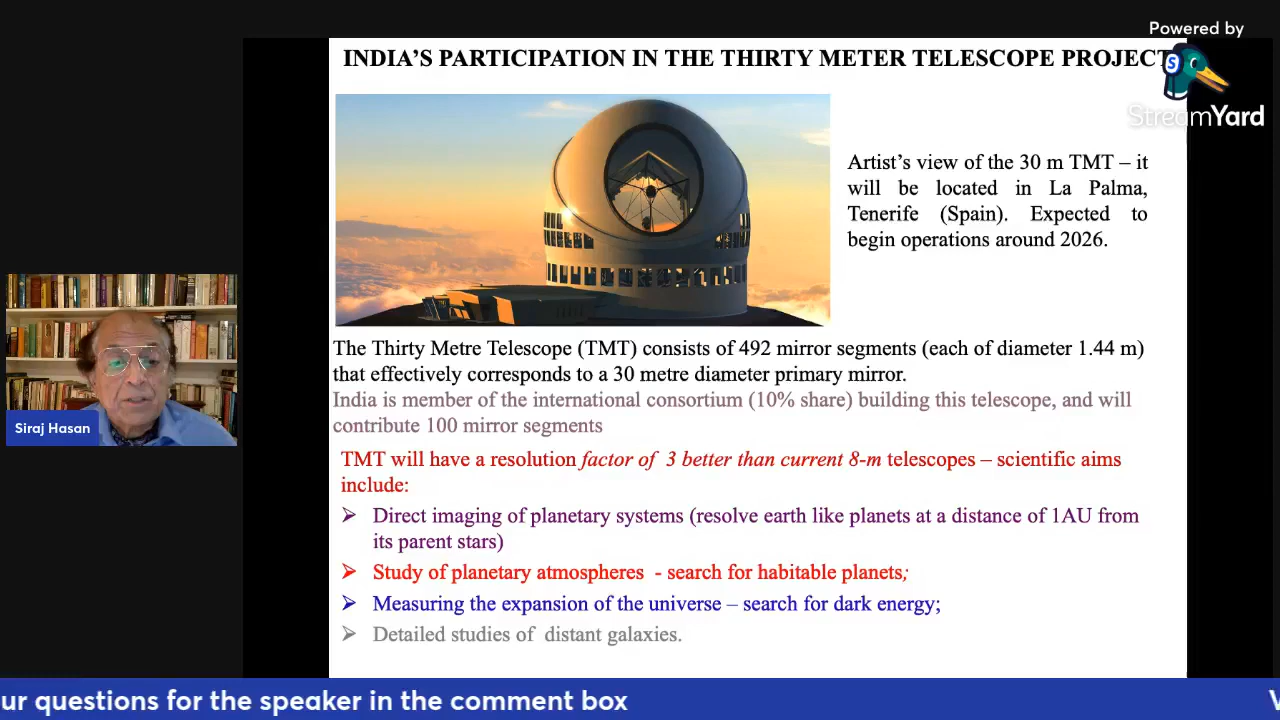 Powered by
StreamYard
INDIA'S PARTICIPATION IN THE THIRTY METER TELESCOPE PROJECT
Artist's view of the 30 m TMT – it
will be located in La Palma,
Tenerife (Spain). Expected to
begin operations around 2026.
The Thirty Metre Telescope (TMT) consists of 492 mirror segments (each of diameter 1.44 m)
that effectively corresponds to a 30 metre diameter primary mirror.
India is member of the international consortium (10% share) building this telescope, and will
contribute 100 mirror segments
TMT will have a resolution factor of 3 better than current 8-m telescopes – scientific aims
include:
➢ Direct imaging of planetary systems (resolve earth like planets at a distance of 1AU from
its parent stars)
➢ Study of planetary atmospheres - search for habitable planets;
➢ Measuring the expansion of the universe – search for dark energy;
➢ Detailed studies of distant galaxies.
Siraj Hasan
ur questions for the speaker in the comment box